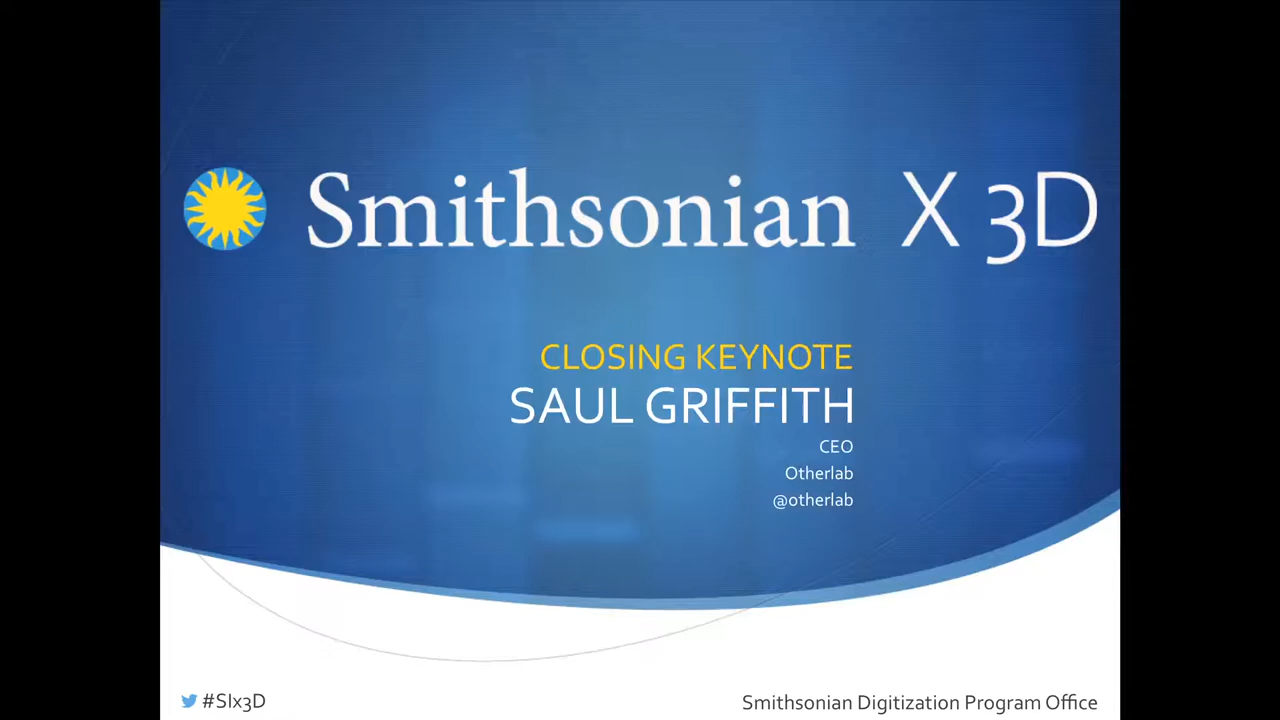 Smithsonian X 3D
CLOSING KEYNOTE
SAUL GRIFFITH
CEO
Otherlab
@otherlab
#SIx3D
Smithsonian Digitization Program Office